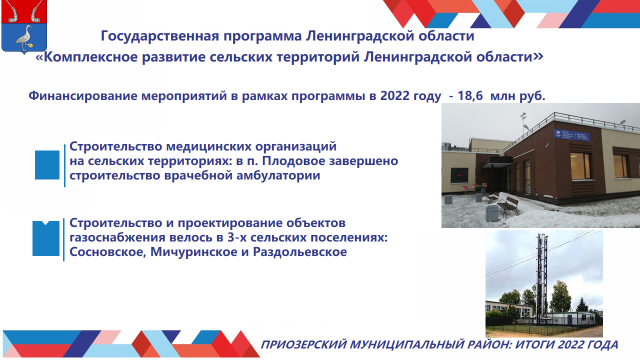 Государственная программа Ленинградской области
«Комплексное развитие сельских территорий Ленинградской области»
Финансирование мероприятий в рамках программы в 2022 году - 18,6 млн руб.
Строительство медицинских организаций
на сельских территориях: в п. Плодовое завершено
строительство врачебной амбулатории
Строительство и проектирование объектов
газоснабжения велось в 3-х сельских поселениях:
Сосновское, Мичуринское и Раздольевское
ПРИОЗЕРСКИЙ МУНИЦИПАЛЬНЫЙ РАЙОН: ИТОГИ 2022 ГОДА